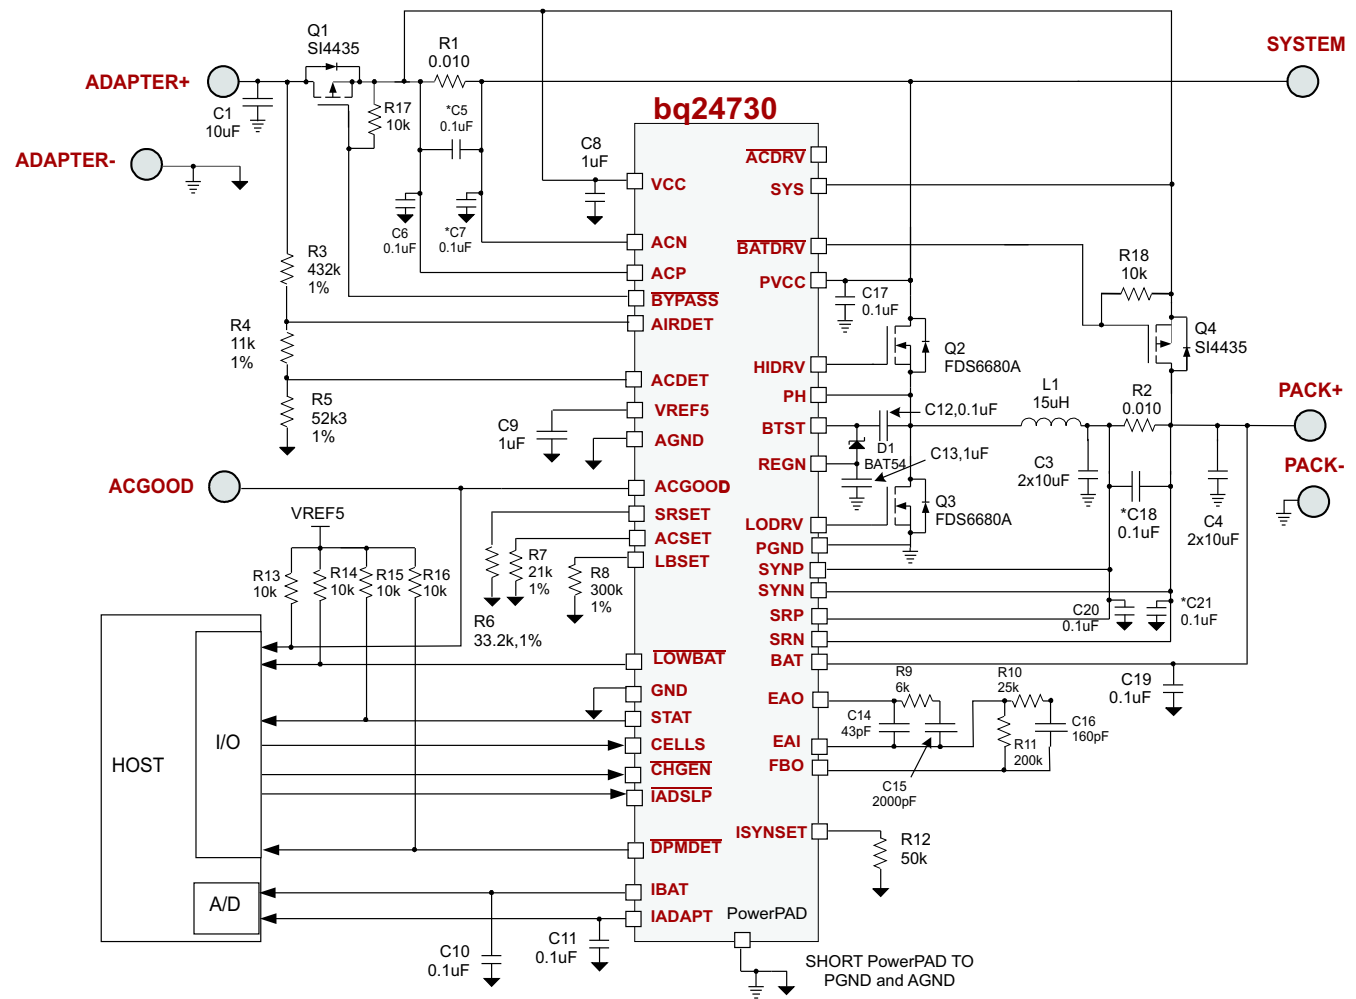 Q1
SI4435
R1
0.010
SYSTEM
ADAPTER+
C1
10uF
R17
10k
*C5
0.1uF
bq24730
ADAPTER-
C8
1uF
VCC
ACDRV
SYS
C6
0.1uF
*C7
0.1uF
ACN
ACP
BYPASS
AIRDET
ACDET
VREF5
AGND
ACGOOD
SRSET
ACSET
LBSET
LOWBAT
GND
STAT
CELLS
CHGEN
IADSLP
DPMDET
IBAT
IADAPT
BATDRV
PVCC
HIDRV
PH
BTST
REGN
LODRV
PGND
SYNP
SYNN
SRP
SRN
BAT
EAO
EAI
FBO
ISYNSET
PowerPAD
R3
432k
1%
R4
11k
1%
R5
52k3
1%
C9
1uF
ACGOOD
VREF5
R13
10k
R14
10k
R15
10k
R16
10k
R7
21k
1%
R8
300k
1%
R6
33.2k,1%
HOST
I/O
A/D
C10
0.1uF
C11
0.1uF
C17
0.1uF
R18
10k
Q4
SI4435
Q2
FDS6680A
C12,0.1uF
D1
BAT54
C13,1uF
Q3
FDS6680A
L1
15uH
R2
0.010
PACK+
PACK-
C3
2x10uF
*C18
0.1uF
C4
2x10uF
C20
0.1uF
*C21
0.1uF
C19
0.1uF
R9
6k
R10
25k
C14
43pF
R11
200k
C16
160pF
C15
2000pF
R12
50k
SHORT PowerPAD TO
PGND and AGND